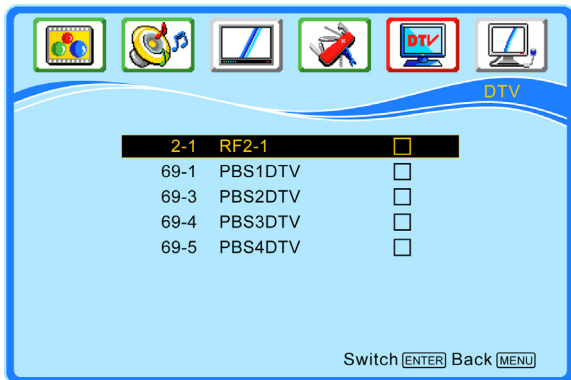 DTV
DTV
2-1 RF2-1
69-1 PBS1DTV
69-3 PBS2DTV
69-4 PBS3DTV
69-5 PBS4DTV
Switch ENTER Back MENU